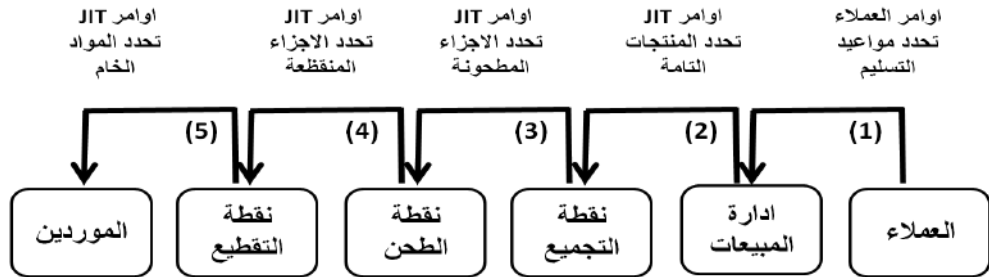 اوامر العملاء
تحدد مواعيد
التسليم
اوامر JIT
تحدد المنتجات
التامة
اوامر JIT
تحدد الاجزاء
المطحونة
اوامر JIT
تحدد الاجزاء
المنقظعة
اوامر JIT
تحدد المواد
الخام
(1)
(2)
(3)
(4)
(5)
العملاء
ادارة
المبيعات
نقطة
التجميع
نقطة
الطحن
نقطة
التقطيع
الموردين